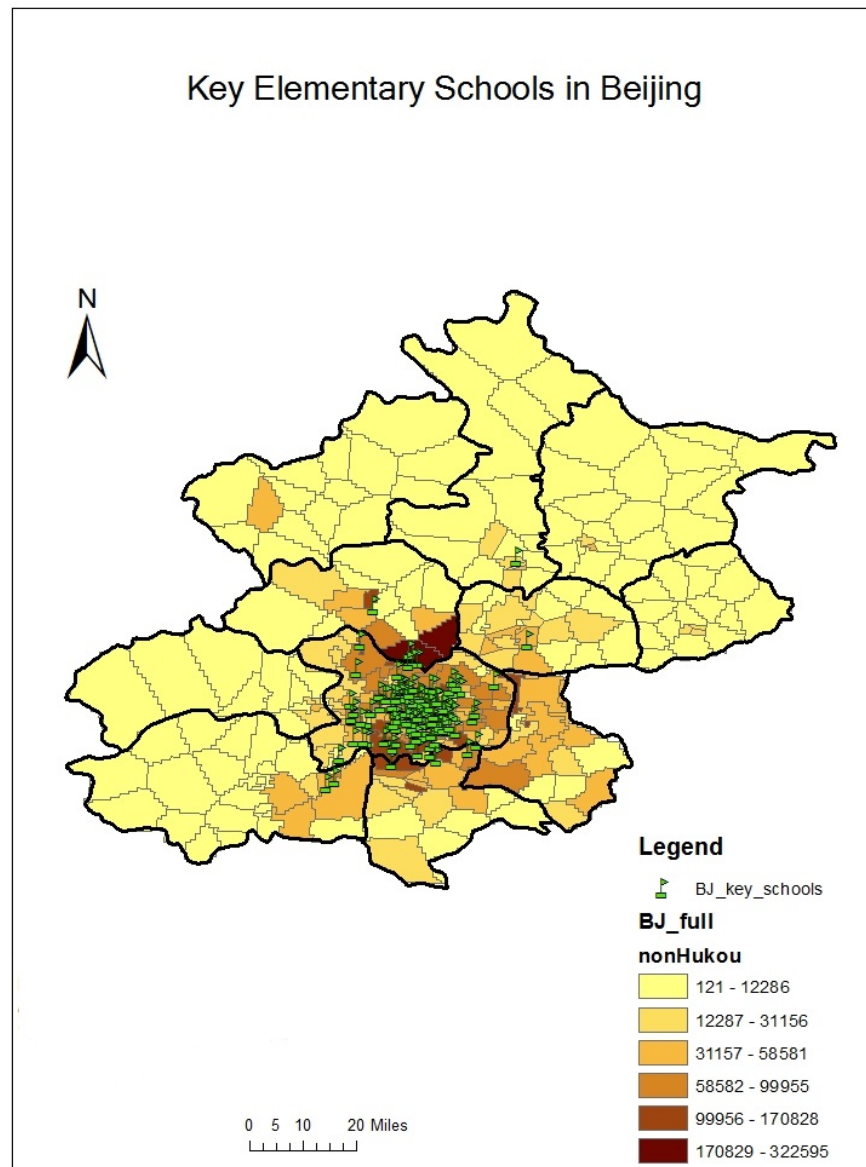 Key Elementary Schools in Beijing
N
Legend
BJ_key_schools
BJ_full
nonHukou
121 - 12286
12287 - 31156
31157 - 58581
58582 - 99955
99956 - 170828
170829 - 322595
0 5 10 20 Miles